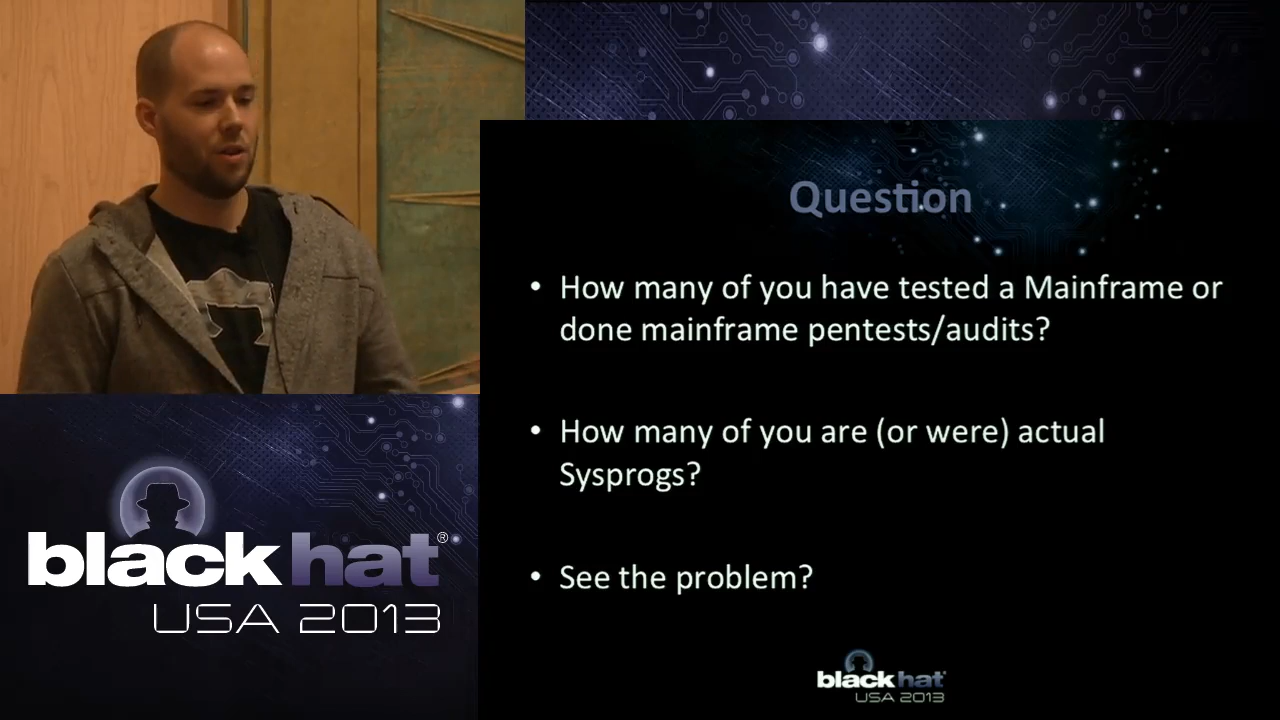 Question
• How many of you have tested a Mainframe or
done mainframe pentests/audits?
• How many of you are (or were) actual
Sysprogs?
• See the problem?
black hat®
USA 2013
black hat
USA 2013